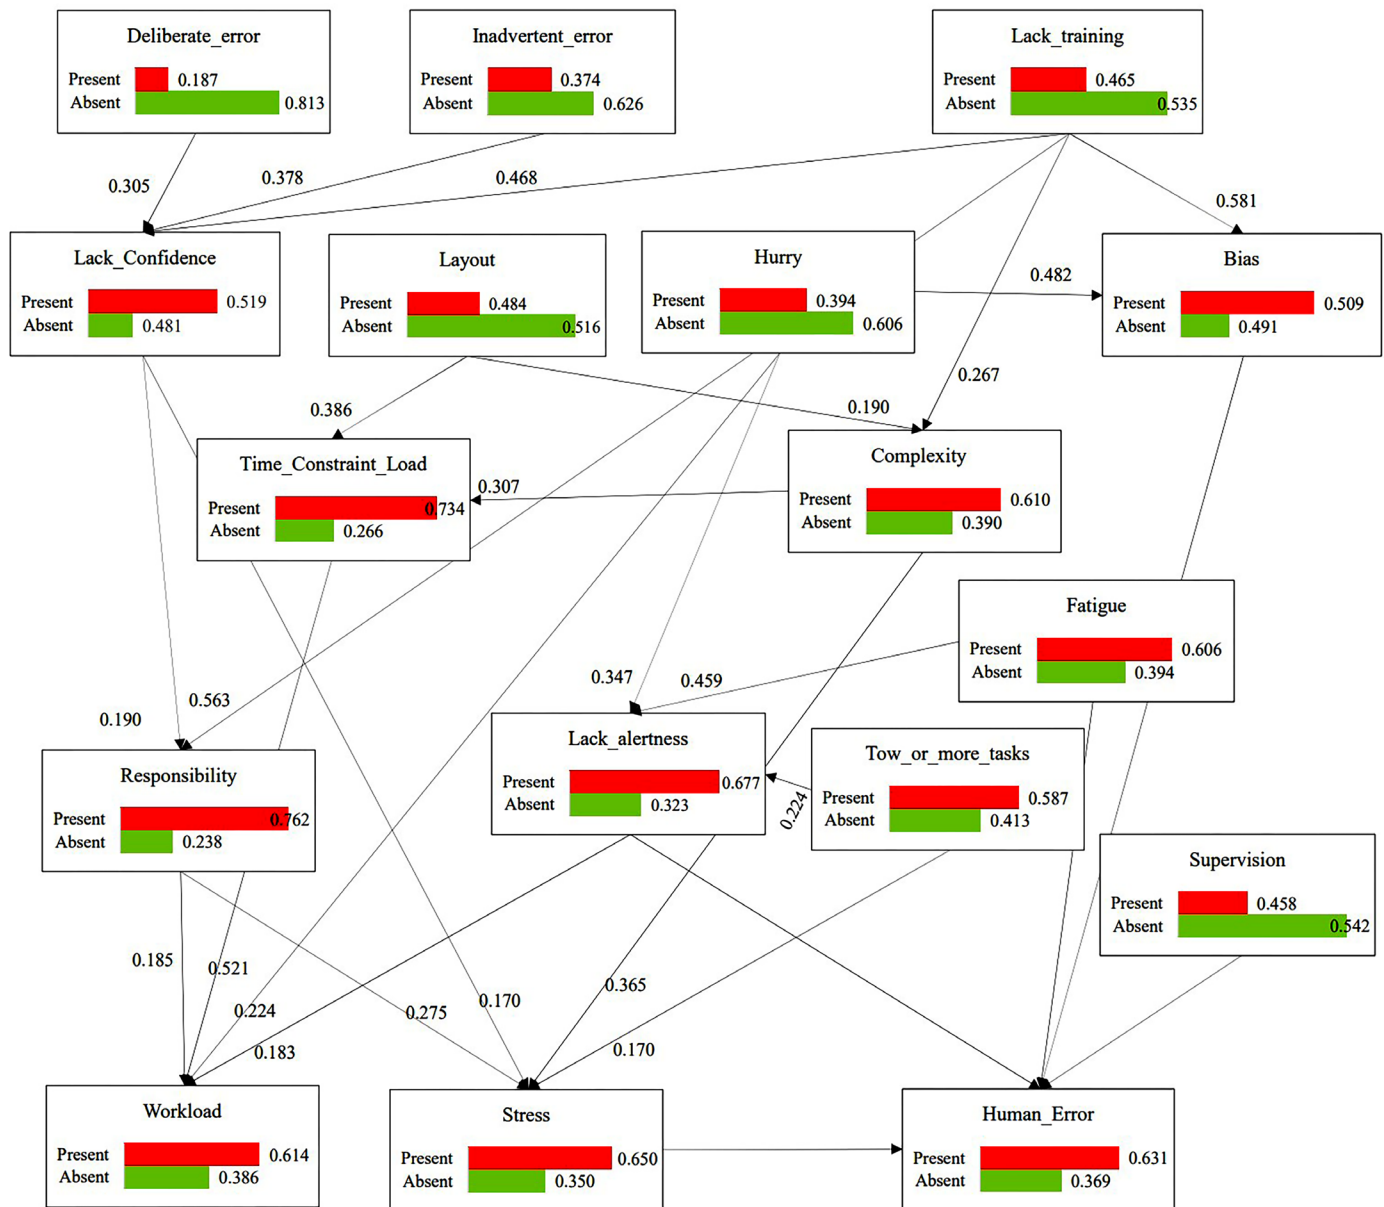 Deliberate_error
Present 0.187
Absent 0.813
Inadvertent_error
Present 0.374
Absent 0.626
Lack_training
Present 0.465
Absent 0.535
0.305
0.378
0.468
0.581
Lack_Confidence
Present 0.519
Absent 0.481
Layout
Present 0.484
Absent 0.516
Hurry
Present 0.394
Absent 0.606
0.482
Bias
Present 0.509
Absent 0.491
0.386
0.190
0.267
Time_Constraint_Load
Present 0.734
Absent 0.266
0.307
Complexity
Present 0.610
Absent 0.390
Fatigue
Present 0.606
Absent 0.394
0.190
0.563
0.347
0.459
Responsibility
Present 0.762
Absent 0.238
Lack_alertness
Present 0.677
Absent 0.323
0.224
Tow_or_more_tasks
Present 0.587
Absent 0.413
Supervision
Present 0.458
Absent 0.542
0.185
0.521
0.224
0.183
0.275
0.170
0.365
0.170
Workload
Present 0.614
Absent 0.386
Stress
Present 0.650
Absent 0.350
Human_Error
Present 0.631
Absent 0.369